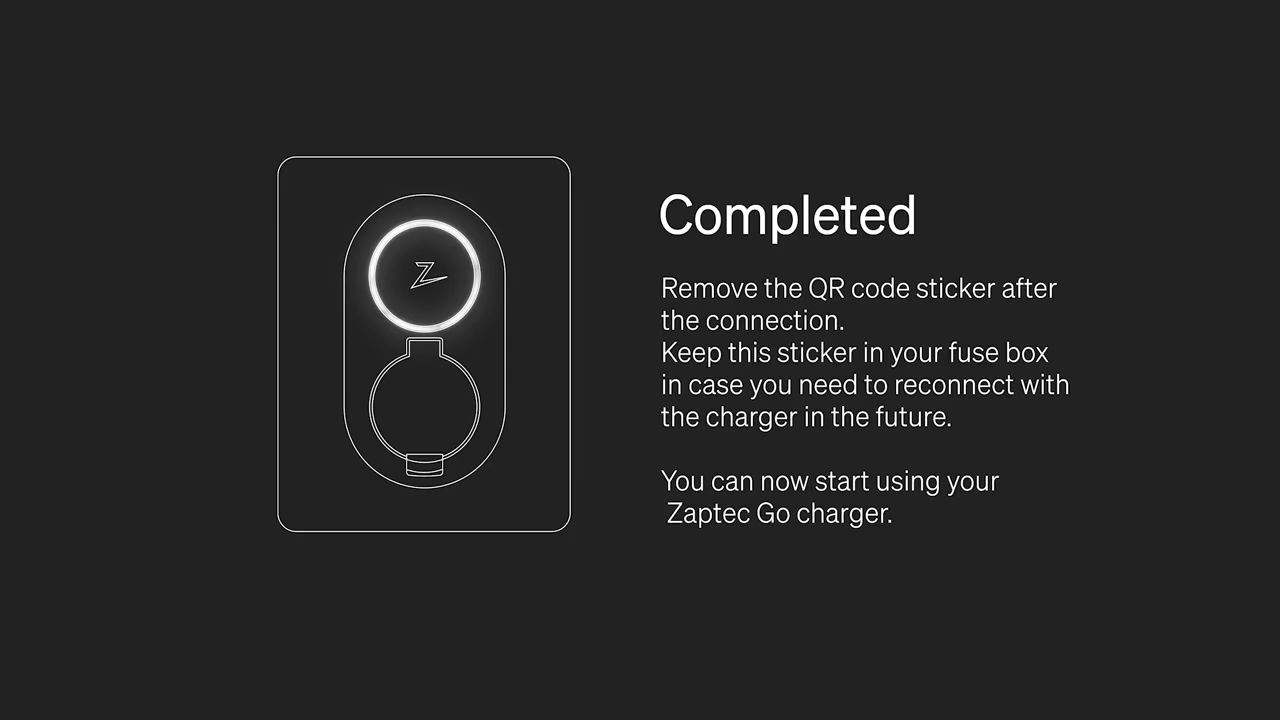 Completed
Remove the QR code sticker after
the connection.
Keep this sticker in your fuse box
in case you need to reconnect with
the charger in the future.
You can now start using your
Zaptec Go charger.